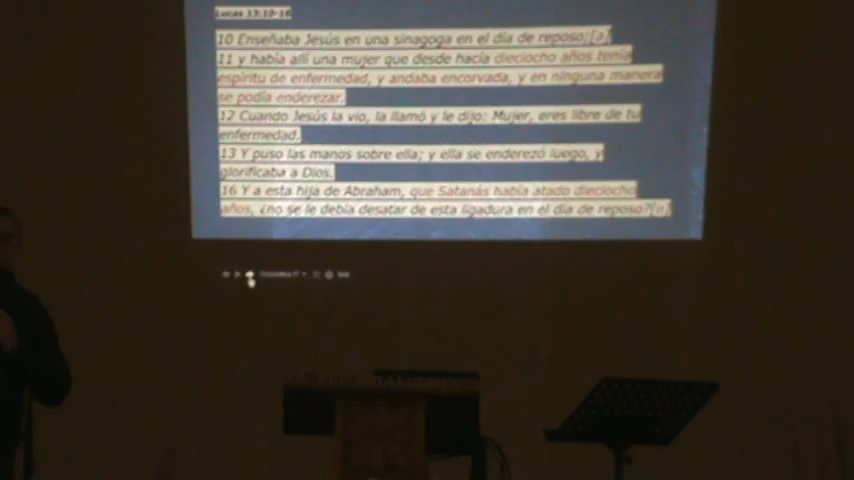 Lucas 13:10-16
10 Enseñaba Jesús en una sinagoga en el día de reposo;[a]
11 y había allí una mujer que desde hacía dieciocho años tenía
espíritu de enfermedad, y andaba encorvada, y en ninguna manera
se podía enderezar.
12 Cuando Jesús la vio, la llamó y le dijo: Mujer, eres libre de tu
enfermedad.
13 Y puso las manos sobre ella; y ella se enderezó luego, y
glorificaba a Dios.
16 Y a esta hija de Abraham, que Satanás había atado dieciocho
años, ¿no se le debía desatar de esta ligadura en el día de reposo?